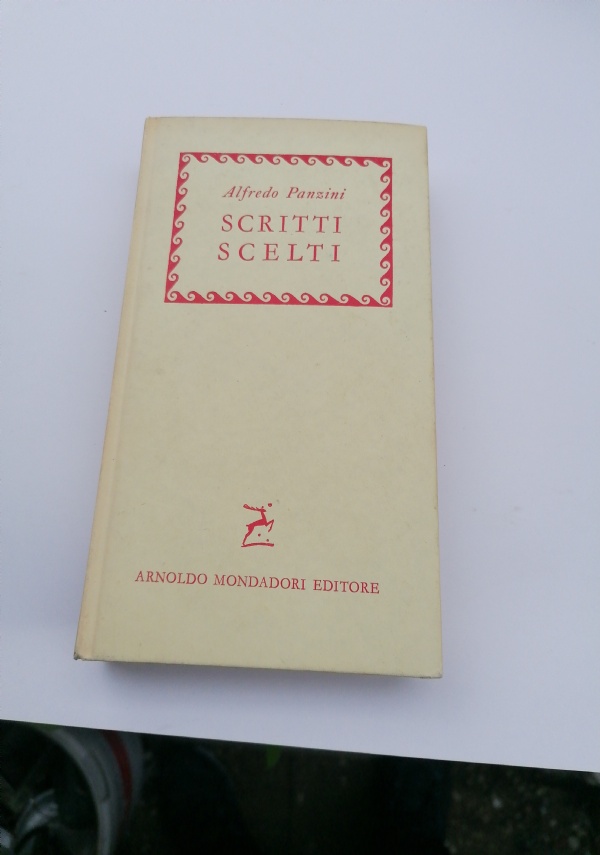 Alfredo Panzini
SCRITTI
SCELTI
ARNOLDO MONDADORI EDITORE